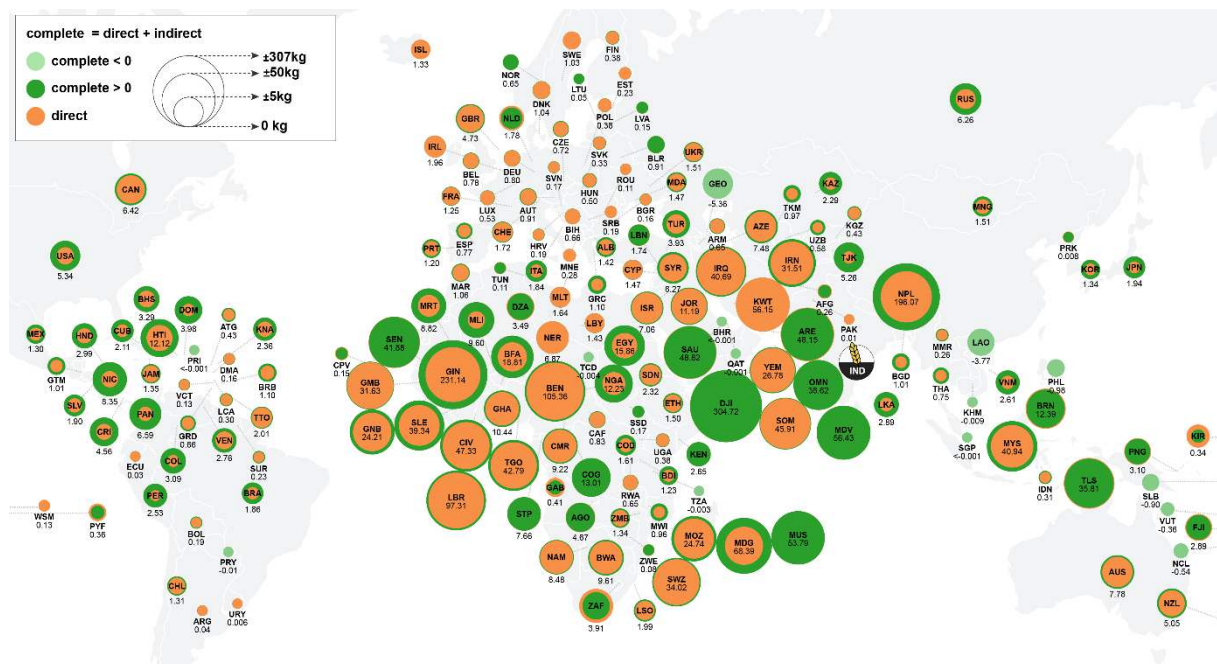 complete = direct + indirect
complete < 0
complete > 0
direct
±307kg
±50kg
±5kg
0 kg
ISL
1.33
SWE
1.03
FIN
0.38
NOR
0.65
LTU
0.05
EST
0.23
DNK
1.04
POL
0.38
LVA
0.15
RUS
6.26
GBR
4.73
NLD
1.78
CZE
0.72
SVK
0.33
BLR
0.91
UKR
1.51
IRL
1.96
BEL
0.78
DEU
0.80
SVN
0.17
HUN
0.50
ROU
0.11
MDA
1.47
GEO
-5.36
TKM
0.97
KAZ
2.29
CAN
6.42
FRA
1.25
LUX
0.53
AUT
0.91
BIH
0.66
SRB
0.19
BGR
0.16
TUR
3.93
ARM
0.65
AZE
7.48
UZB
0.58
KGZ
0.43
MNG
1.51
USA
5.34
PRT
1.20
ESP
0.77
CHE
1.72
HRV
0.19
ALB
1.42
LBN
1.74
TJK
5.26
PRK
0.008
KOR
1.34
JPN
1.94
MAR
1.06
TUN
0.11
ITA
1.84
MNE
0.28
CYP
1.47
SYR
6.27
IRQ
40.69
IRN
31.51
NPL
196.07
BHS
3.29
DOM
3.98
ATG
0.43
KNA
2.36
MRT
8.82
MLI
9.60
DZA
3.49
MLT
1.64
GRC
1.10
ISR
7.06
JOR
11.19
KWT
56.15
AFG
0.26
MEX
1.30
HND
2.99
CUB
2.11
HTI
12.12
PRI
<-0.001
SEN
41.88
BFA
18.81
NER
6.87
LBY
1.43
EGY
15.86
SAU
48.82
BHR
<-0.001
ARE
48.15
PAK
0.01
MMR
0.26
LAO
-3.77
GTM
1.01
NIC
8.35
JAM
1.35
DMA
0.16
CPV
0.15
GMB
31.63
GIN
231.14
BEN
105.36
TCD
-0.004
NGA
12.23
SDN
2.32
QAT
-0.001
YEM
26.78
OMN
38.62
IND
BGD
1.01
THA
0.75
VNM
2.61
PHL
-0.98
SLV
1.90
VCT
0.13
BRB
1.10
LCA
0.30
TTO
2.01
GHA
10.44
ETH
1.50
DJI
304.72
SOM
45.91
MDV
56.43
LKA
2.89
KHM
-0.009
BRN
12.39
CRI
4.56
PAN
6.59
GRD
0.86
VEN
2.76
GNB
24.21
SLE
39.34
CIV
47.33
TGO
42.79
CMR
9.22
CAF
0.83
SSD
0.17
COD
1.61
UGA
0.38
KEN
2.65
SGP
<-0.001
MYS
40.94
KIR
0.34
ECU
0.03
COL
3.09
SUR
0.23
GAB
0.41
COG
13.01
BDI
1.23
IDN
0.31
PNG
3.10
PER
2.53
BRA
1.86
LBR
97.31
RWA
0.65
TZA
-0.003
TLS
35.81
SLB
-0.90
WSM
0.13
PYF
0.36
BOL
0.19
STP
7.66
AGO
4.67
ZMB
1.34
MWI
0.96
MOZ
24.74
MDG
68.39
MUS
53.79
VUT
-0.36
FJI
2.89
PRY
-0.01
NAM
8.48
BWA
9.61
ZWE
0.08
NCL
-0.54
CHL
1.31
SWZ
34.02
AUS
7.78
ARG
0.04
URY
0.006
ZAF
3.91
LSO
1.99
NZL
5.05